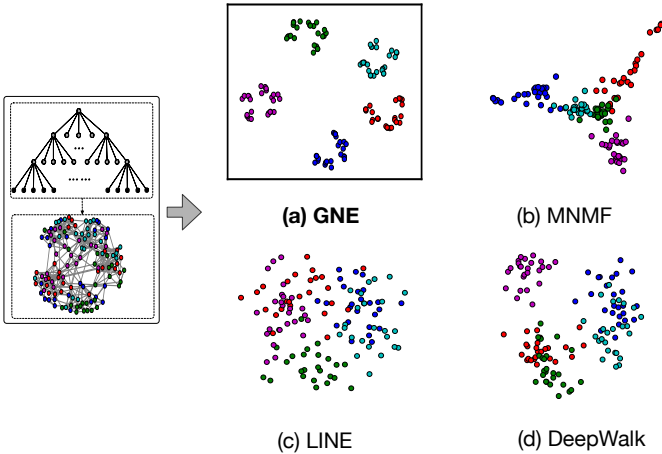 ...
... ...
(a) GNE
(b) MNMF
(c) LINE
(d) DeepWalk